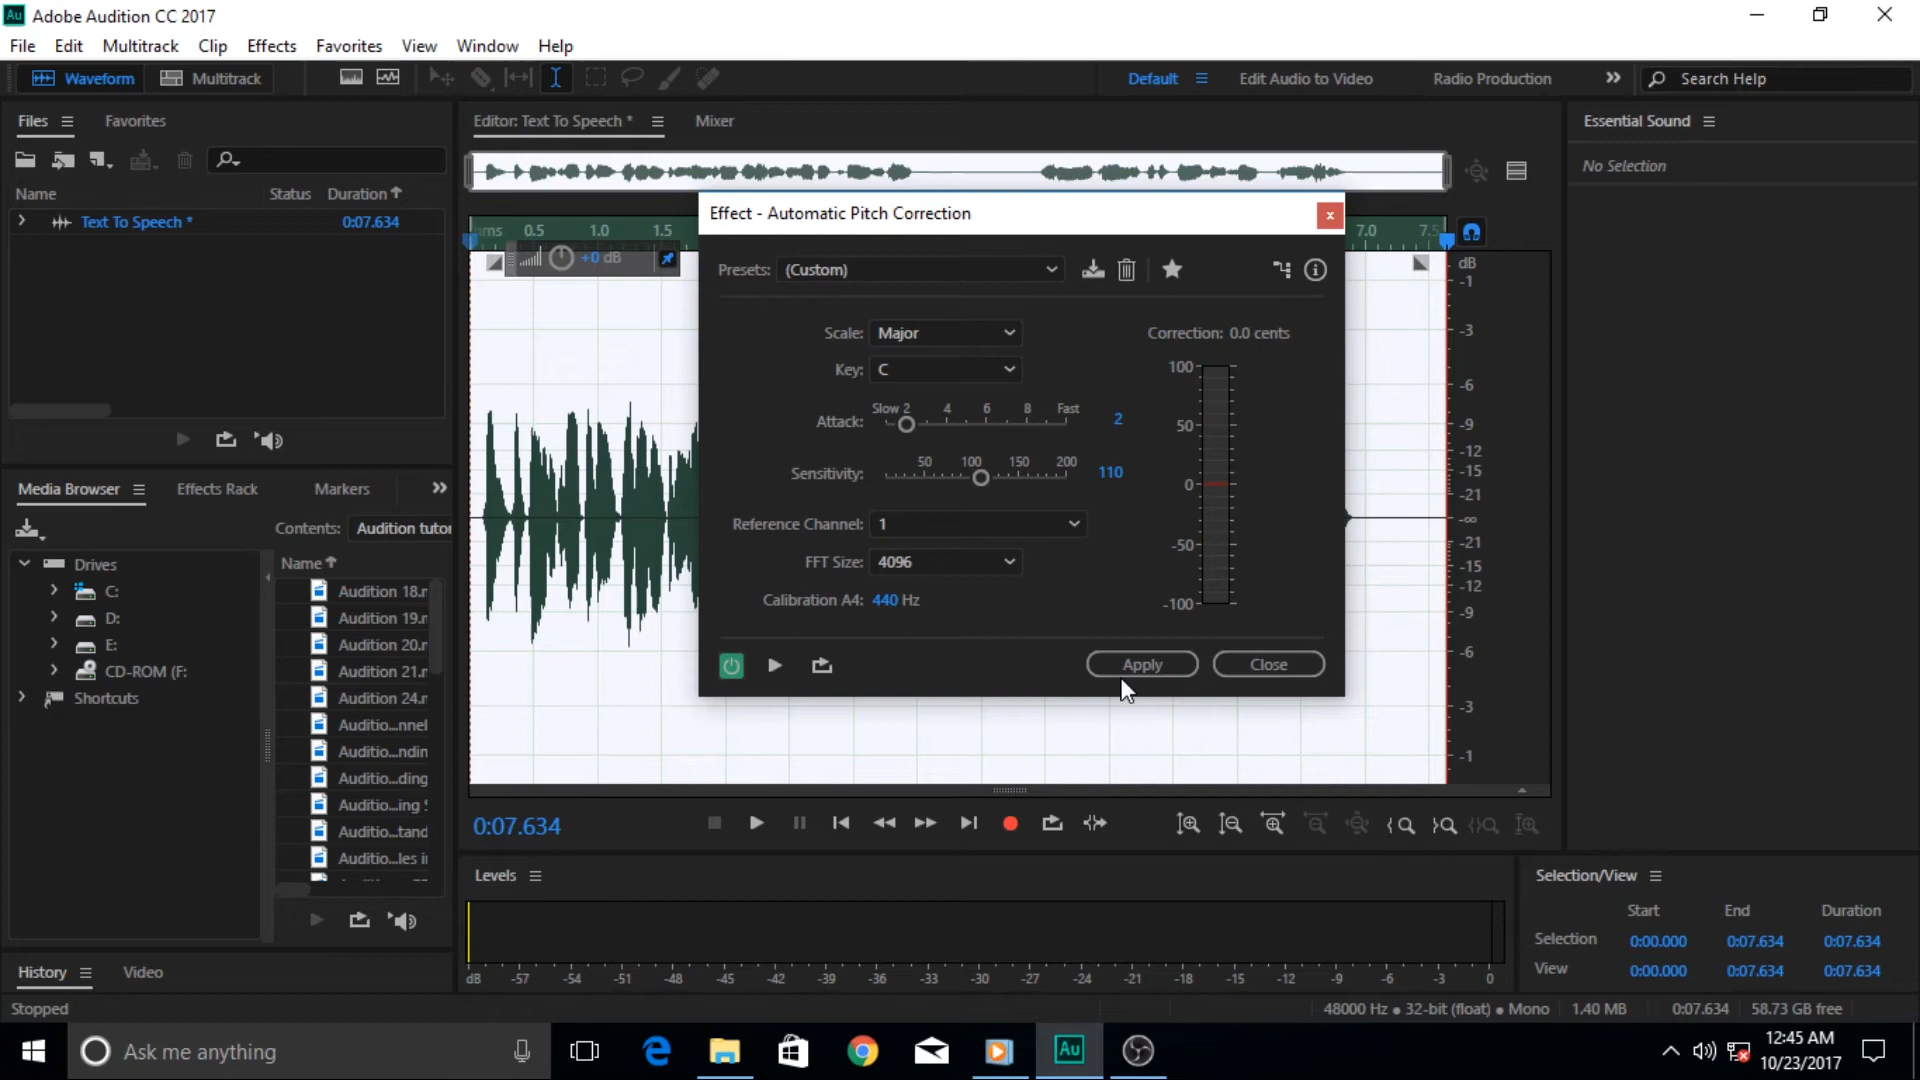 Au Adobe Audition CC 2017
File Edit Multitrack Clip Effects Favorites View Window Help
Waveform Multitrack Default Edit Audio to Video Radio Production Search Help
Files Favorites Editor: Text To Speech * Mixer Essential Sound
No Selection
Name Status Duration
Text To Speech * 0:07.634
Effect - Automatic Pitch Correction
hms 0.5 1.0 1.5 7.0 7.5
+0 dB
Presets: (Custom)
Scale: Major
Key: C
Slow 2 4 6 8 Fast
Attack: 2
50 100 150 200
Sensitivity: 110
Reference Channel: 1
FFT Size: 4096
Calibration A4: 440 Hz
Correction: 0.0 cents
100
50
0
-50
-100
Apply Close
dB
-1
-3
-6
-9
-12
-15
-21
-∞
-21
-15
-12
-9
-6
-3
-1
Media Browser Effects Rack Markers
Contents: Audition tutor
Drives
C:
D:
E:
CD-ROM (F:
Shortcuts
Name
Audition 18.r
Audition 19.r
Audition 20.r
Audition 21.r
Audition 24.r
Auditio...nnel
Auditio...ndin
Auditio...ding
Auditio...ing S
Auditio...tand
Auditio...les i
0:07.634
Levels
dB -57 -54 -51 -48 -45 -42 -39 -36 -33 -30 -27 -24 -21 -18 -15 -12 -9 -6 -3 0
Selection/View
Start End Duration
Selection 0:00.000 0:07.634 0:07.634
View 0:00.000 0:07.634 0:07.634
History Video
Stopped
48000 Hz ● 32-bit (float) ● Mono 1.40 MB 0:07.634 58.73 GB free
Ask me anything
Au
12:45 AM
10/23/2017